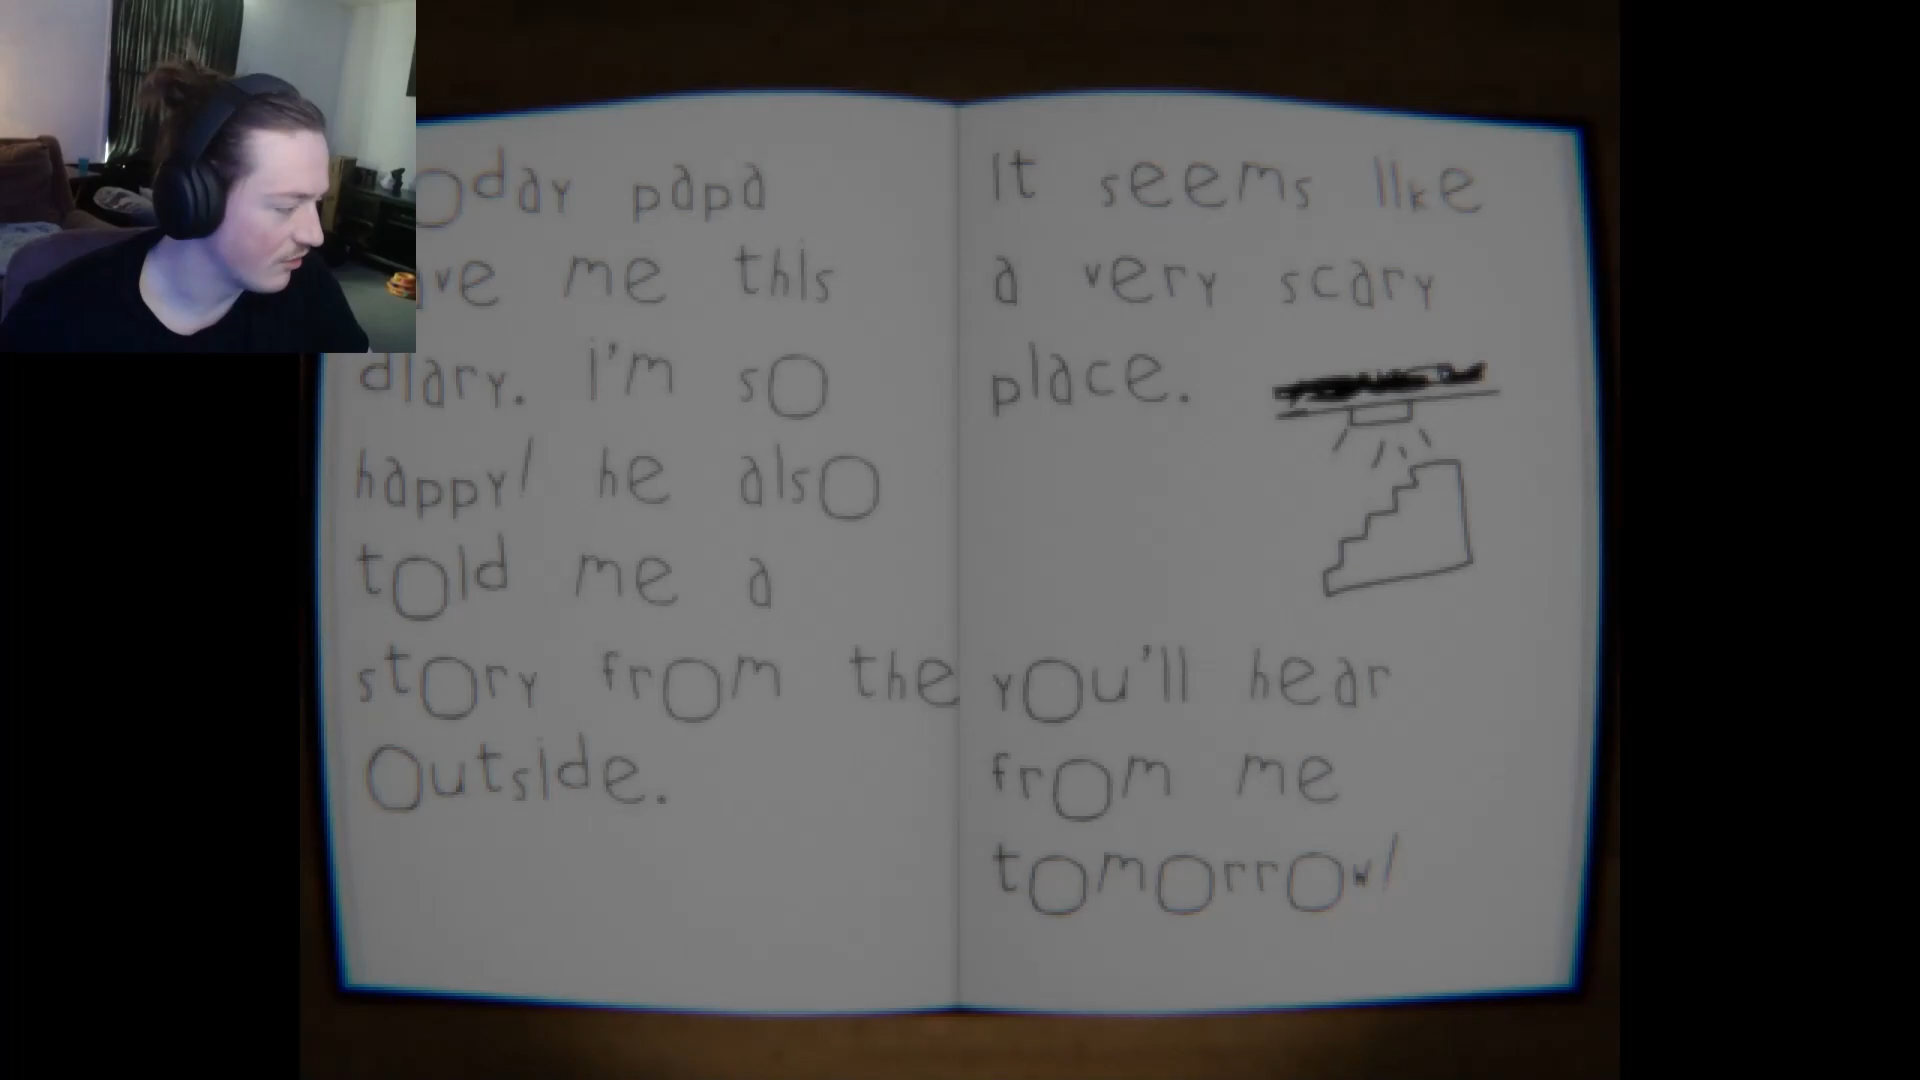 oday papa
ve me this
diary. i'm so
happy! he also
told me a
story from the
Outside.
It seems like
a very scary
place.
you'll hear
from me
tomorrow!